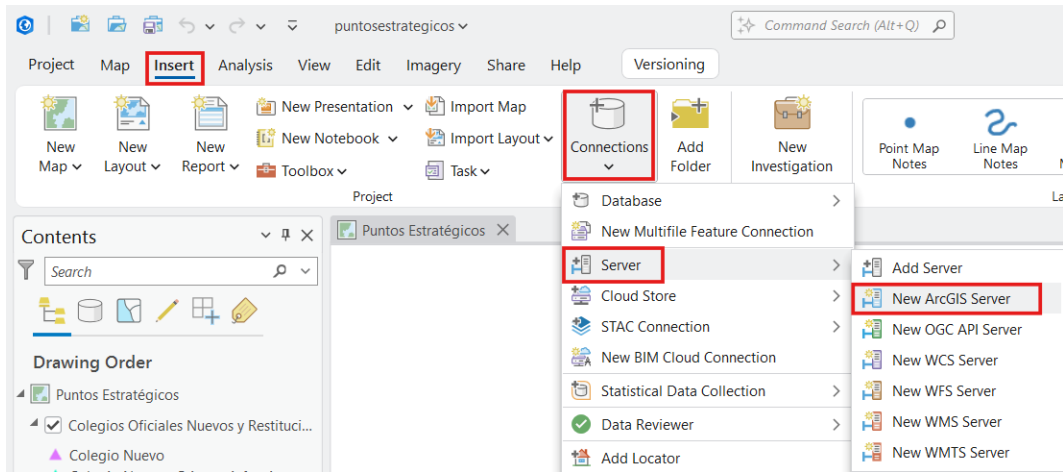 puntosestrategicos
Command Search (Alt+Q)
Project Map Insert Analysis View Edit Imagery Share Help Versioning
New Map
New Layout
New Report
New Presentation
New Notebook
Toolbox
Import Map
Import Layout
Task
Project
Connections
Add Folder
New Investigation
Point Map Notes
Line Map Notes
Contents
Search
Drawing Order
Puntos Estratégicos
Colegios Oficiales Nuevos y Restituci...
Colegio Nuevo
Puntos Estratégicos
Database
New Multifile Feature Connection
Server
Cloud Store
STAC Connection
New BIM Cloud Connection
Statistical Data Collection
Data Reviewer
Add Locator
Add Server
New ArcGIS Server
New OGC API Server
New WCS Server
New WFS Server
New WMS Server
New WMTS Server